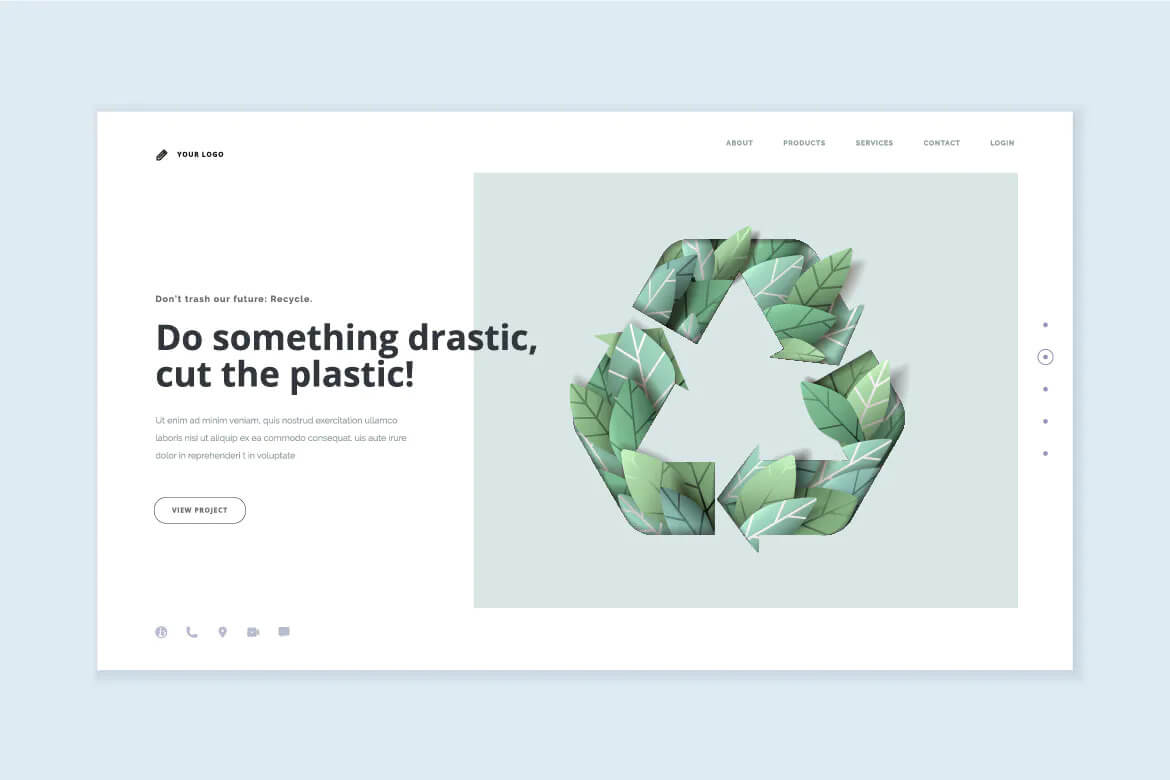 YOUR LOGO
ABOUT PRODUCTS SERVICES CONTACT LOGIN
Don't trash our future: Recycle.
Do something drastic,
cut the plastic!
Ut enim ad minim veniam, quis nostrud exercitation ullamco
laboris nisi ut aliquip ex ea commodo consequat, uis aute irure
dolor in reprehenderi t in voluptate
VIEW PROJECT